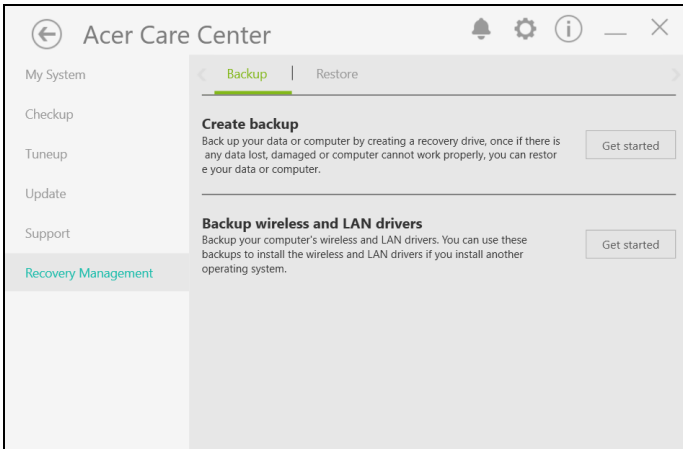 Acer Care Center
My System
Checkup
Tuneup
Update
Support
Recovery Management
Backup | Restore
Create backup
Back up your data or computer by creating a recovery drive, once if there is
any data lost, damaged or computer cannot work properly, you can restor
e your data or computer.
Get started
Backup wireless and LAN drivers
Backup your computer's wireless and LAN drivers. You can use these
backups to install the wireless and LAN drivers if you install another
operating system.
Get started